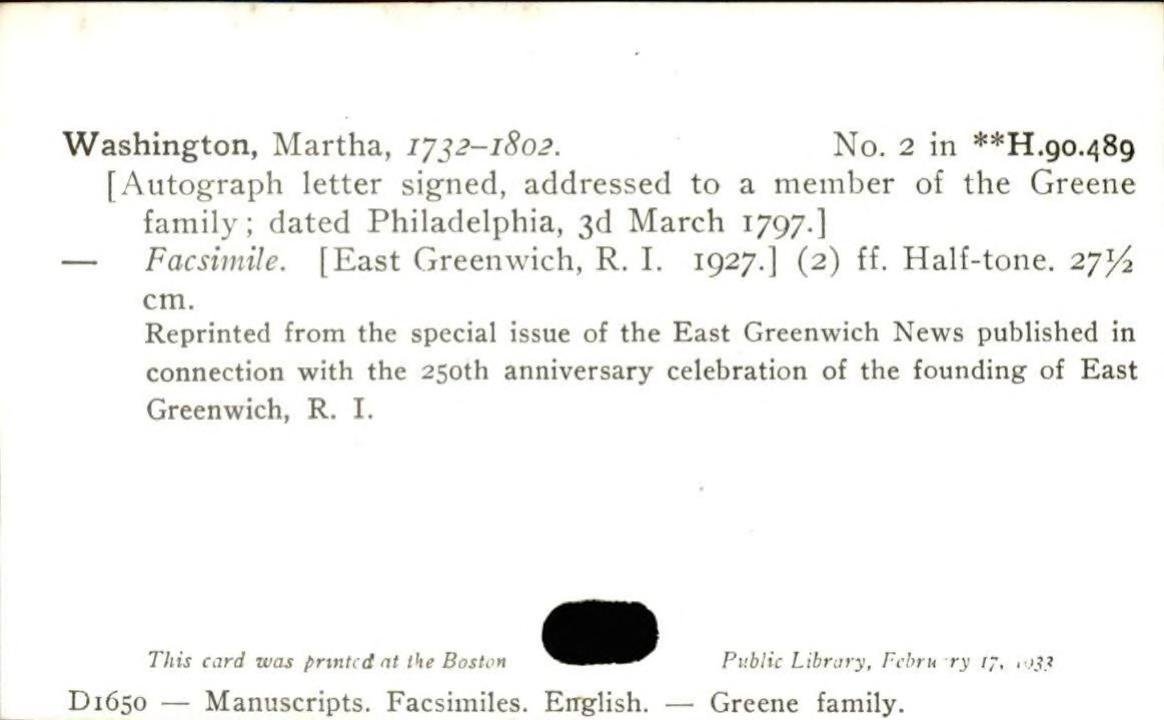 Washington, Martha, 1732–1802. No. 2 in **H.90.489
[Autograph letter signed, addressed to a member of the Greene
family; dated Philadelphia, 3d March 1797.]
— Facsimile. [East Greenwich, R. I. 1927.] (2) ff. Half-tone. 27½
cm.
Reprinted from the special issue of the East Greenwich News published in
connection with the 250th anniversary celebration of the founding of East
Greenwich, R. I.
This card was printed at the Boston Public Library, February 17, 1933
D1650 — Manuscripts. Facsimiles. English. — Greene family.